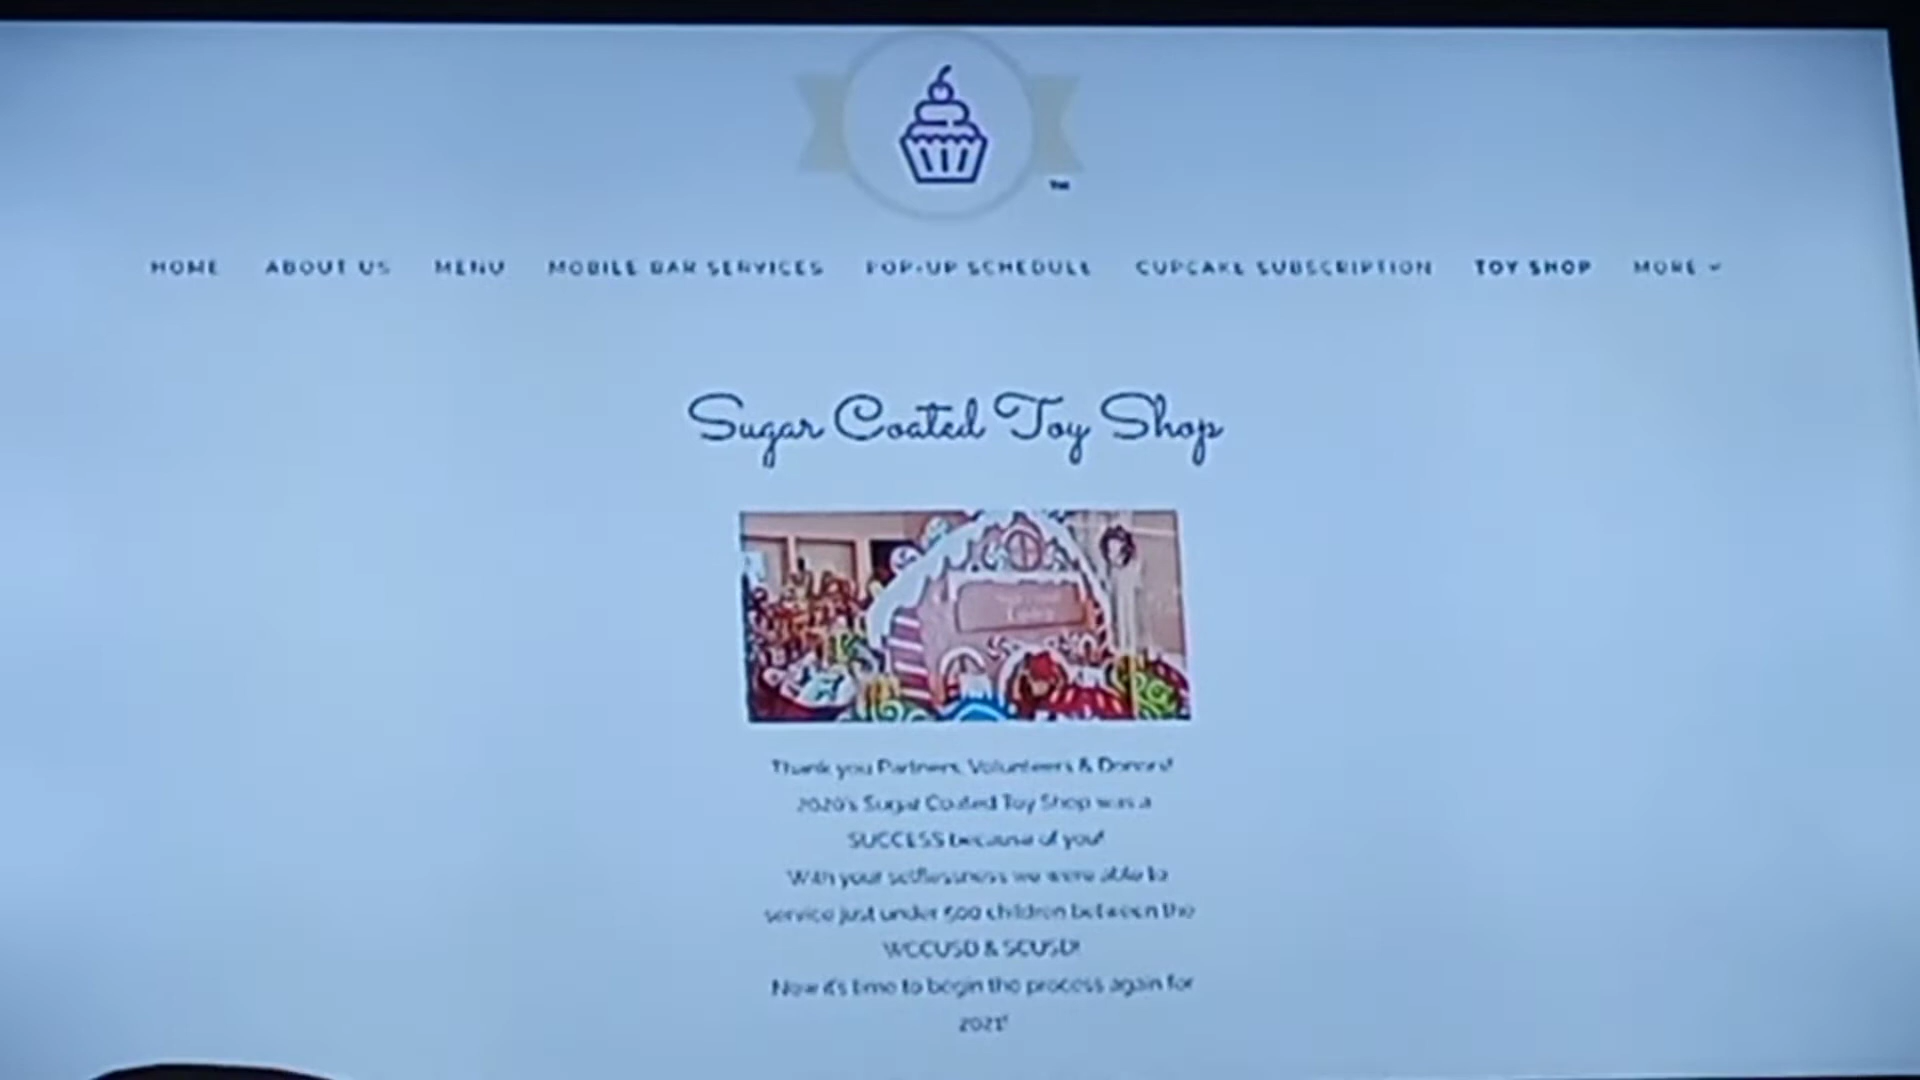 TM
HOME ABOUT US MENU MOBILE BAR SERVICES POP-UP SCHEDULE CUPCAKE SUBSCRIPTION TOY SHOP MORE
Sugar Coated Toy Shop
Thank you Partners, Volunteers & Donors!
2020's Sugar Coated Toy Shop was a
SUCCESS because of you!
With your selflessness we were able to
service just under 500 children between the
WCCUSD & SCUSD!
Now it's time to begin the process again for
2021!